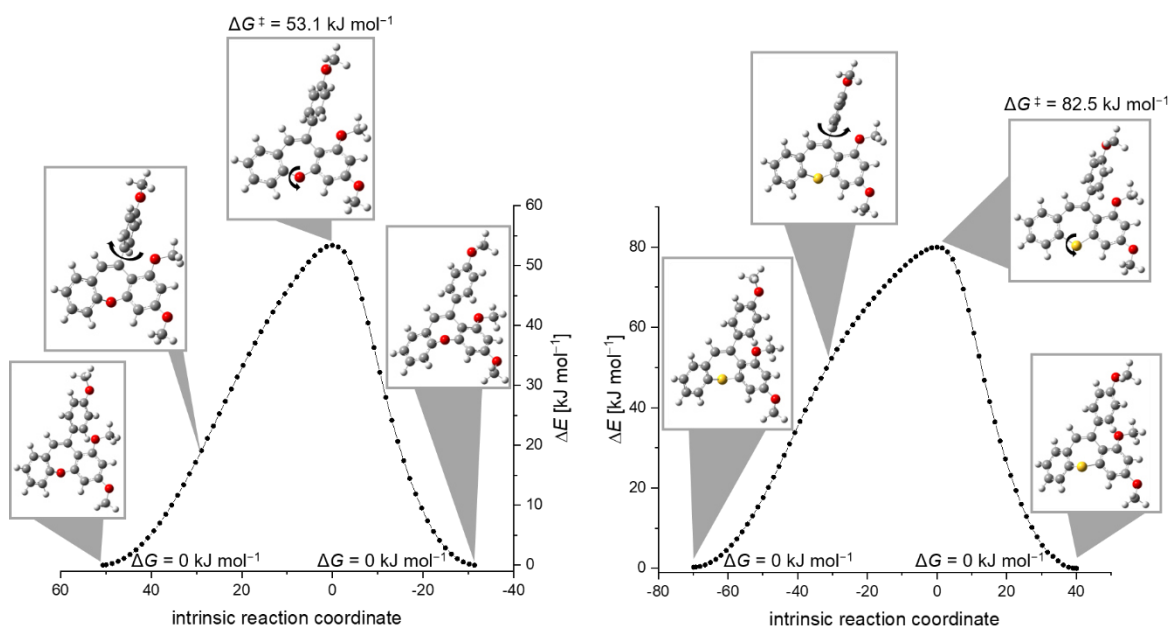 ΔG‡ = 53.1 kJ mol−1
60
50
40
30
20
10
0
ΔE [kJ mol−1]
ΔG = 0 kJ mol−1
ΔG = 0 kJ mol−1
60
40
20
0
-20
-40
intrinsic reaction coordinate
ΔG‡ = 82.5 kJ mol−1
80
60
40
20
0
ΔE [kJ mol−1]
ΔG = 0 kJ mol−1
ΔG = 0 kJ mol−1
-80
-60
-40
-20
0
20
40
intrinsic reaction coordinate